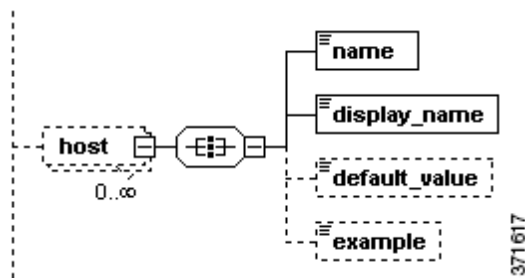 name
display_name
host
0..∞
default_value
example
371617